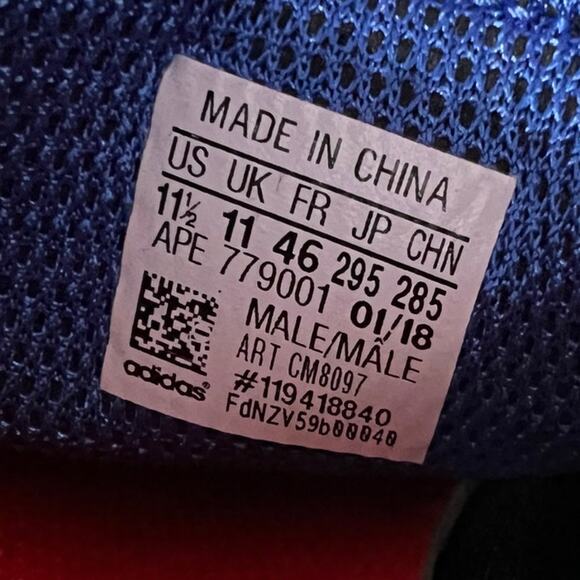 MADE IN CHINA
US UK FR JP CHN
11½ 11 46 295 285
APE 779001 01/18
MALE/MÂLE
ART CM8097
#119418840
FdNZV59b00040
adidas®